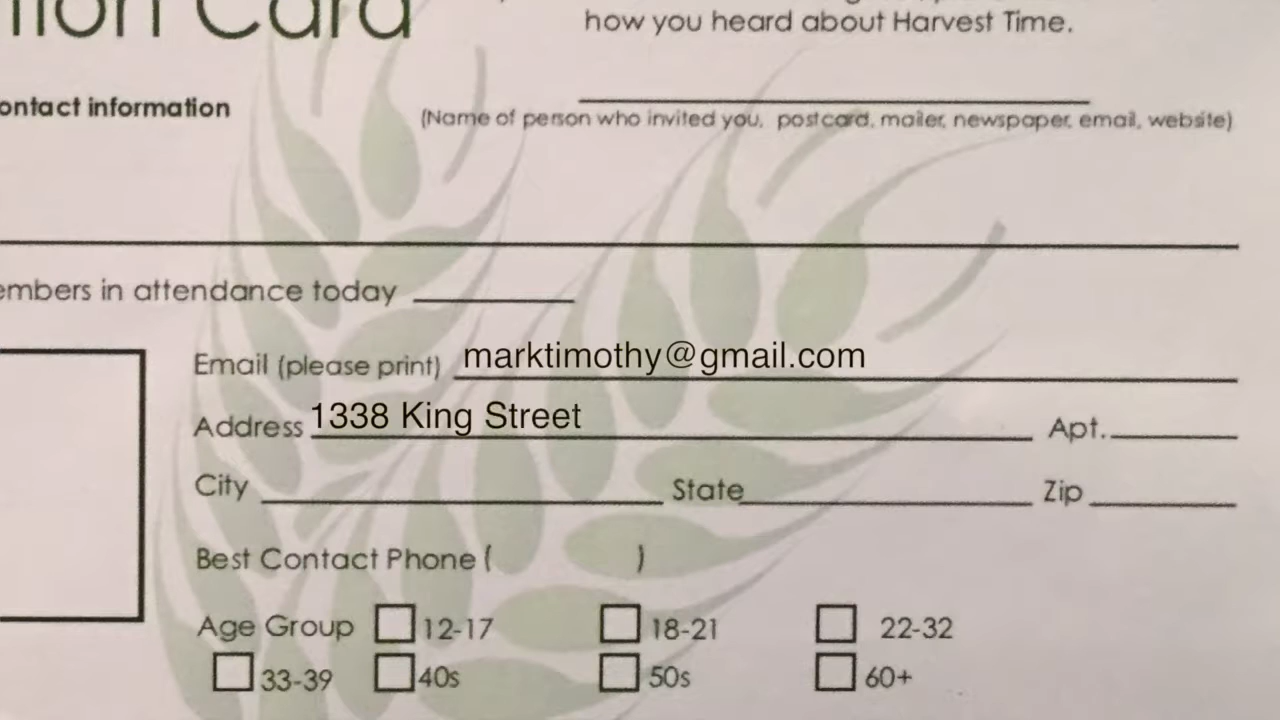 how you heard about Harvest Time.
ontact information
(Name of person who invited you, postcard, mailer, newspaper, email, website)
embers in attendance today
Email (please print) marktimothy@gmail.com
Address 1338 King Street Apt.
City State Zip
Best Contact Phone ( )
Age Group 12-17 18-21 22-32
33-39 40s 50s 60+